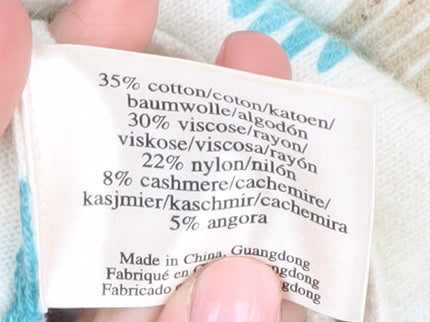 35% cotton/coton/katoen/
baumwolle/algodón
30% viscose/rayon/
viskose/viscosa/rayón
22% nylon/nilón
8% cashmere/cachemire/
kasjmier/kaschmir/cachemira
5% angora
Made in China, Guangdong
Fabriqué en
Fabricado